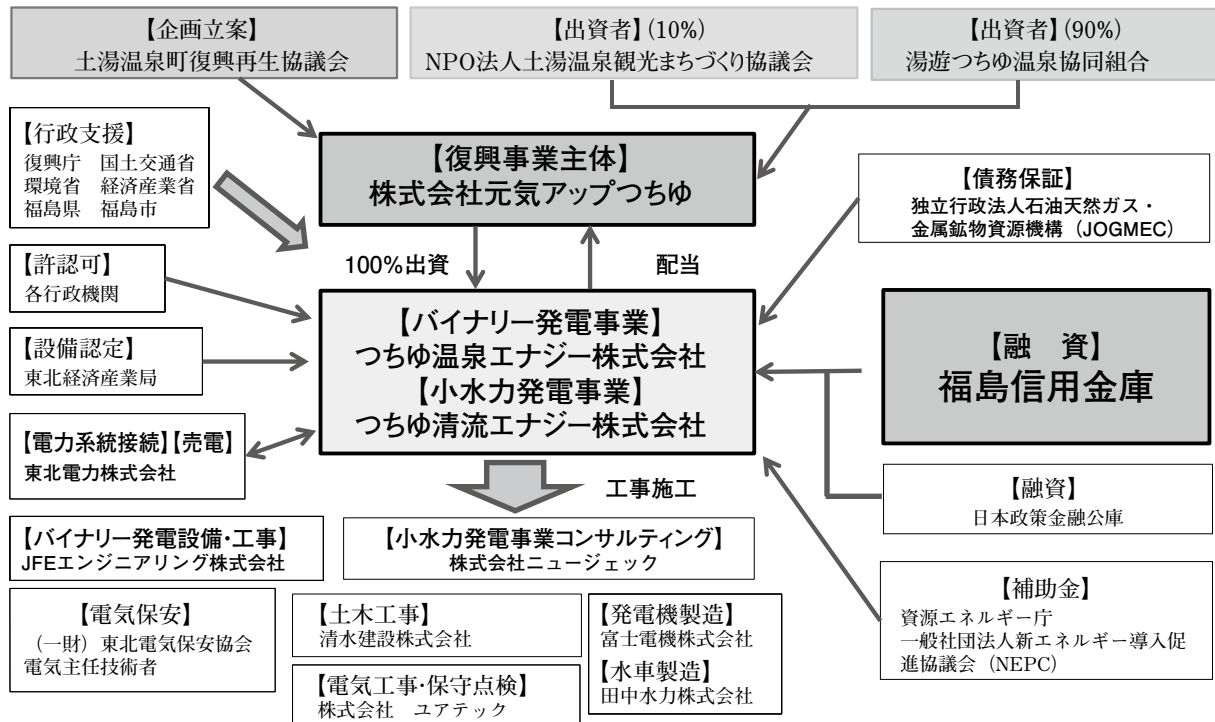 【企画立案】
土湯温泉町復興再生協議会
【出資者】(10%)
NPO法人土湯温泉観光まちづくり協議会
【出資者】(90%)
湯遊つちゆ温泉協同組合
【行政支援】
復興庁　国土交通省
環境省　経済産業省
福島県　福島市
【復興事業主体】
株式会社元気アップつちゆ
【債務保証】
独立行政法人石油天然ガス・
金属鉱物資源機構（JOGMEC）
100%出資
配当
【許認可】
各行政機関
【設備認定】
東北経済産業局
【電力系統接続】【売電】
東北電力株式会社
【バイナリー発電事業】
つちゆ温泉エナジー株式会社
【小水力発電事業】
つちゆ清流エナジー株式会社
【融　資】
福島信用金庫
工事施工
【融資】
日本政策金融公庫
【バイナリー発電設備・工事】
JFEエンジニアリング株式会社
【小水力発電事業コンサルティング】
株式会社ニュージェック
【補助金】
資源エネルギー庁
一般社団法人新エネルギー導入促
進協議会（NEPC）
【電気保安】
（一財）東北電気保安協会
電気主任技術者
【土木工事】
清水建設株式会社
【電気工事・保守点検】
株式会社　ユアテック
【発電機製造】
富士電機株式会社
【水車製造】
田中水力株式会社